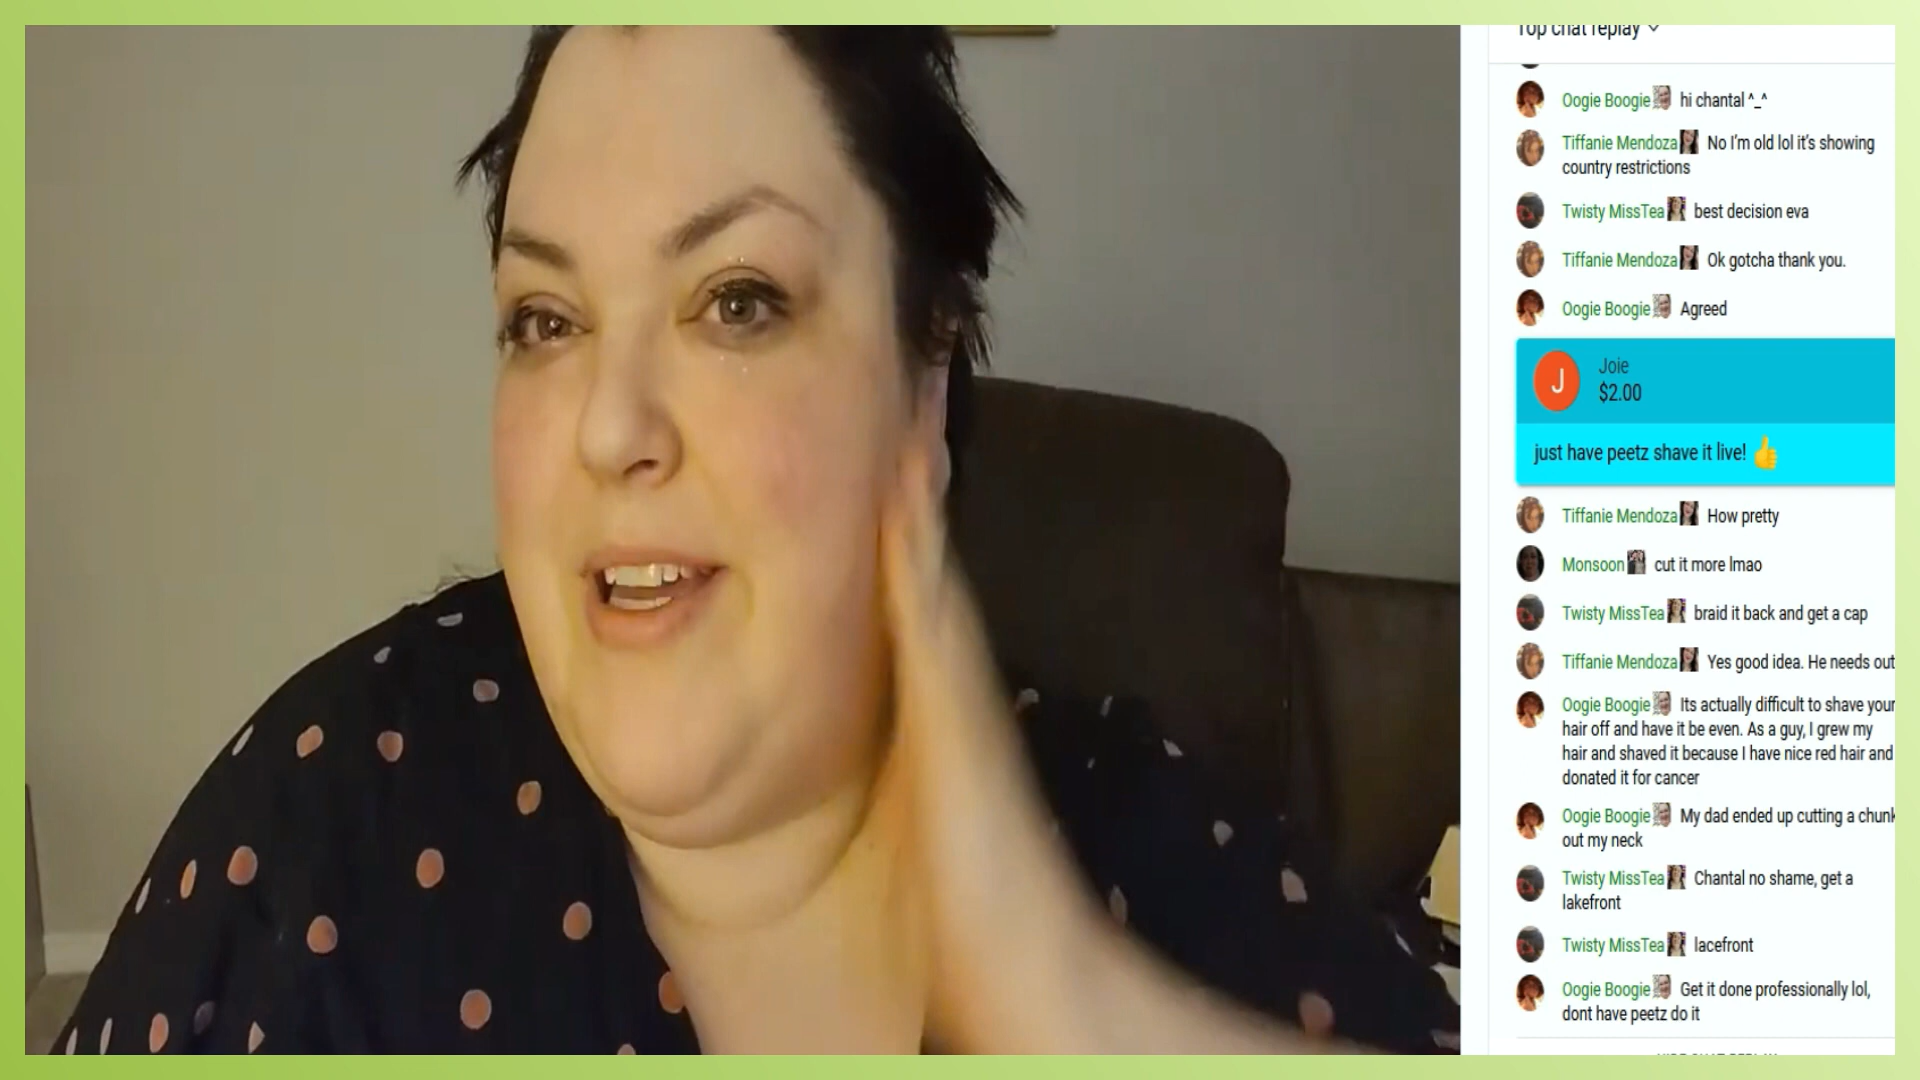 Top chat replay
Oogie Boogie hi chantal ^_^
Tiffanie Mendoza No I'm old lol it's showing
country restrictions
Twisty MissTea best decision eva
Tiffanie Mendoza Ok gotcha thank you.
Oogie Boogie Agreed
J
Joie
$2.00
just have peetz shave it live! 👍
Tiffanie Mendoza How pretty
Monsoon cut it more lmao
Twisty MissTea braid it back and get a cap
Tiffanie Mendoza Yes good idea. He needs out
Oogie Boogie Its actually difficult to shave your
hair off and have it be even. As a guy, I grew my
hair and shaved it because I have nice red hair and
donated it for cancer
Oogie Boogie My dad ended up cutting a chunk
out my neck
Twisty MissTea Chantal no shame, get a
lakefront
Twisty MissTea lacefront
Oogie Boogie Get it done professionally lol,
dont have peetz do it